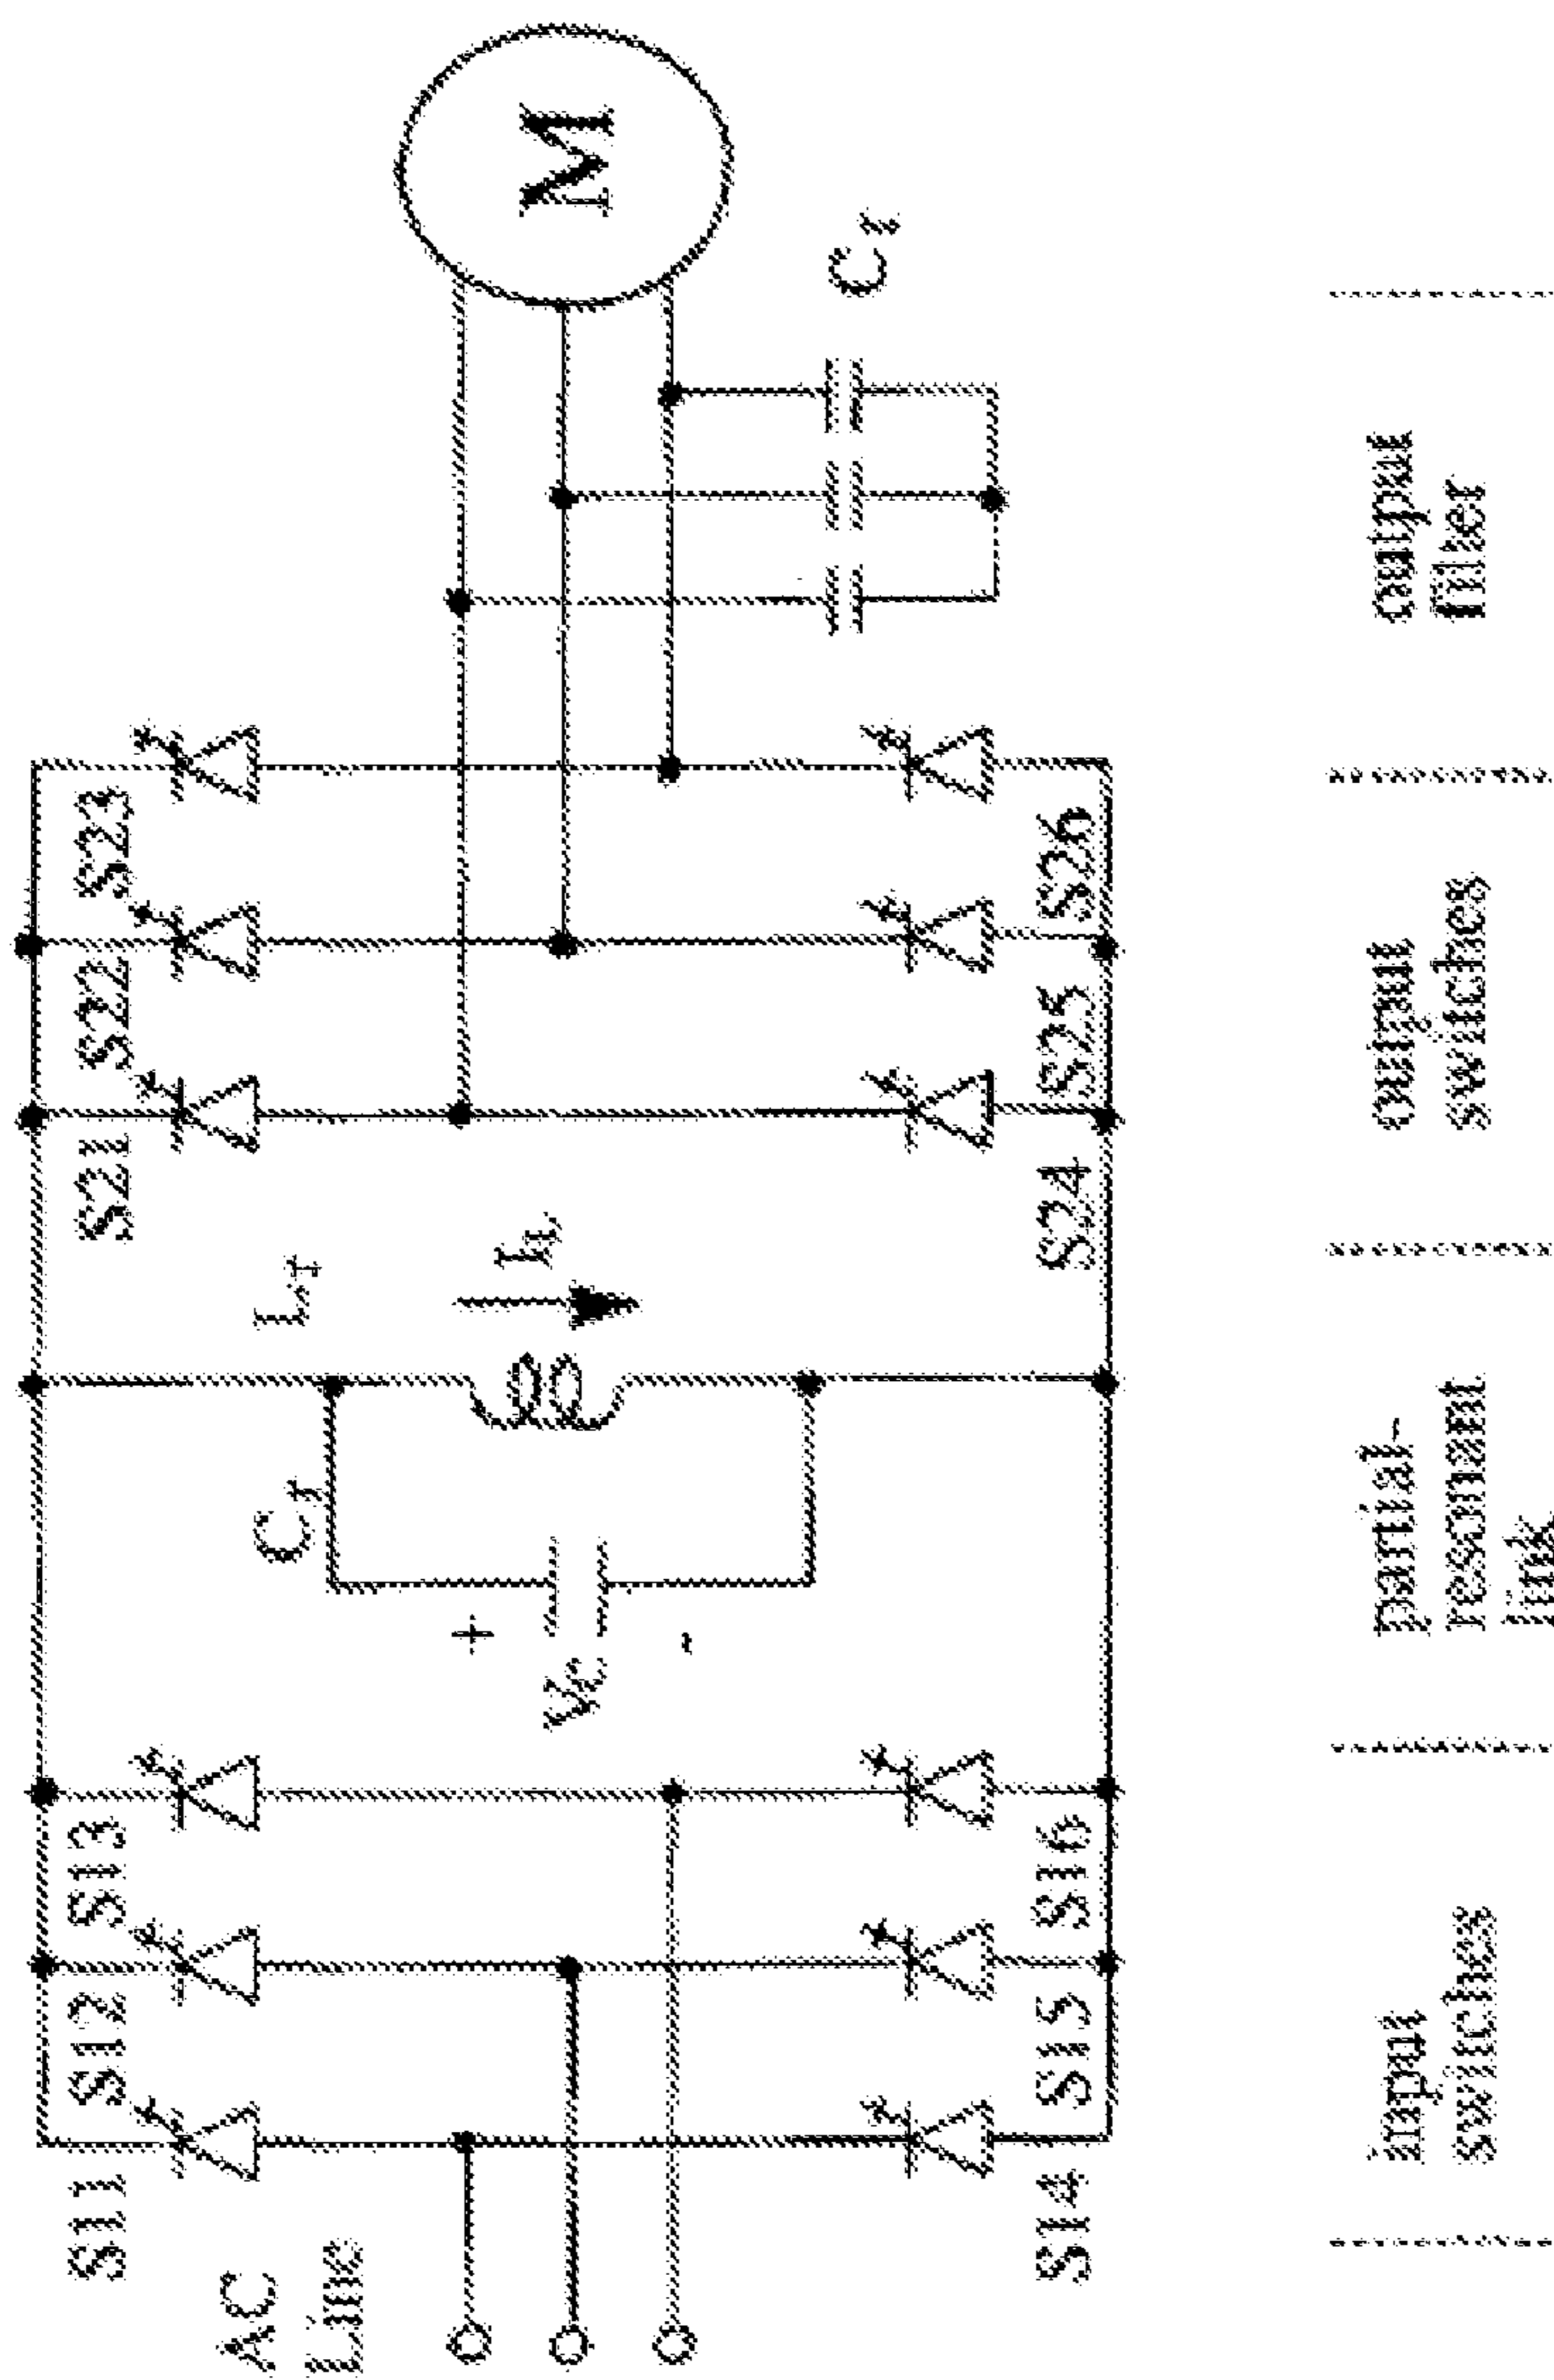 AC
Line
S11
S12
S13
S14
S15
S16
+
Vc
-
Cr
Lr
IL
S21
S22
S23
S24
S25
S26
M
Cf
input
switches
partial-
resonant
link
output
switches
output
filter